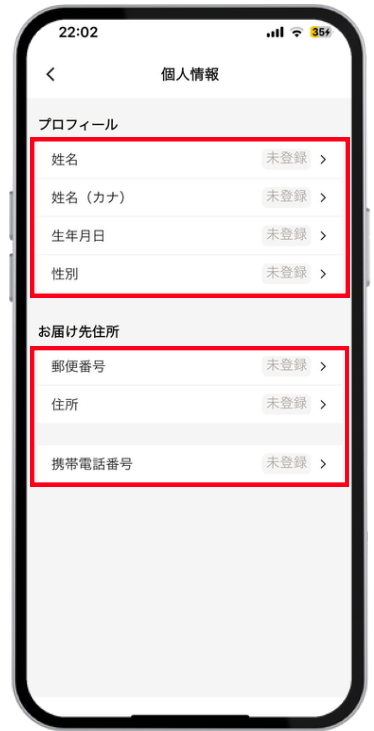 22:02
35
個人情報
プロフィール
姓名 未登録
姓名（カナ） 未登録
生年月日 未登録
性別 未登録
お届け先住所
郵便番号 未登録
住所 未登録
携帯電話番号 未登録